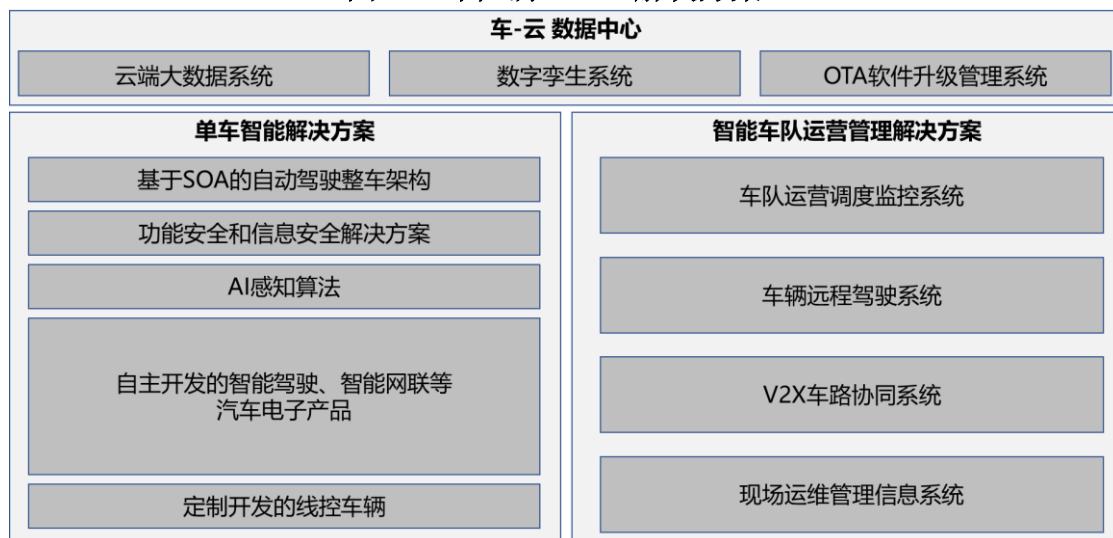 车-云 数据中心
云端大数据系统
数字孪生系统
OTA软件升级管理系统
单车智能解决方案
基于SOA的自动驾驶整车架构
功能安全和信息安全解决方案
AI感知算法
自主开发的智能驾驶、智能网联等
汽车电子产品
定制开发的线控车辆
智能车队运营管理解决方案
车队运营调度监控系统
车辆远程驾驶系统
V2X车路协同系统
现场运维管理信息系统